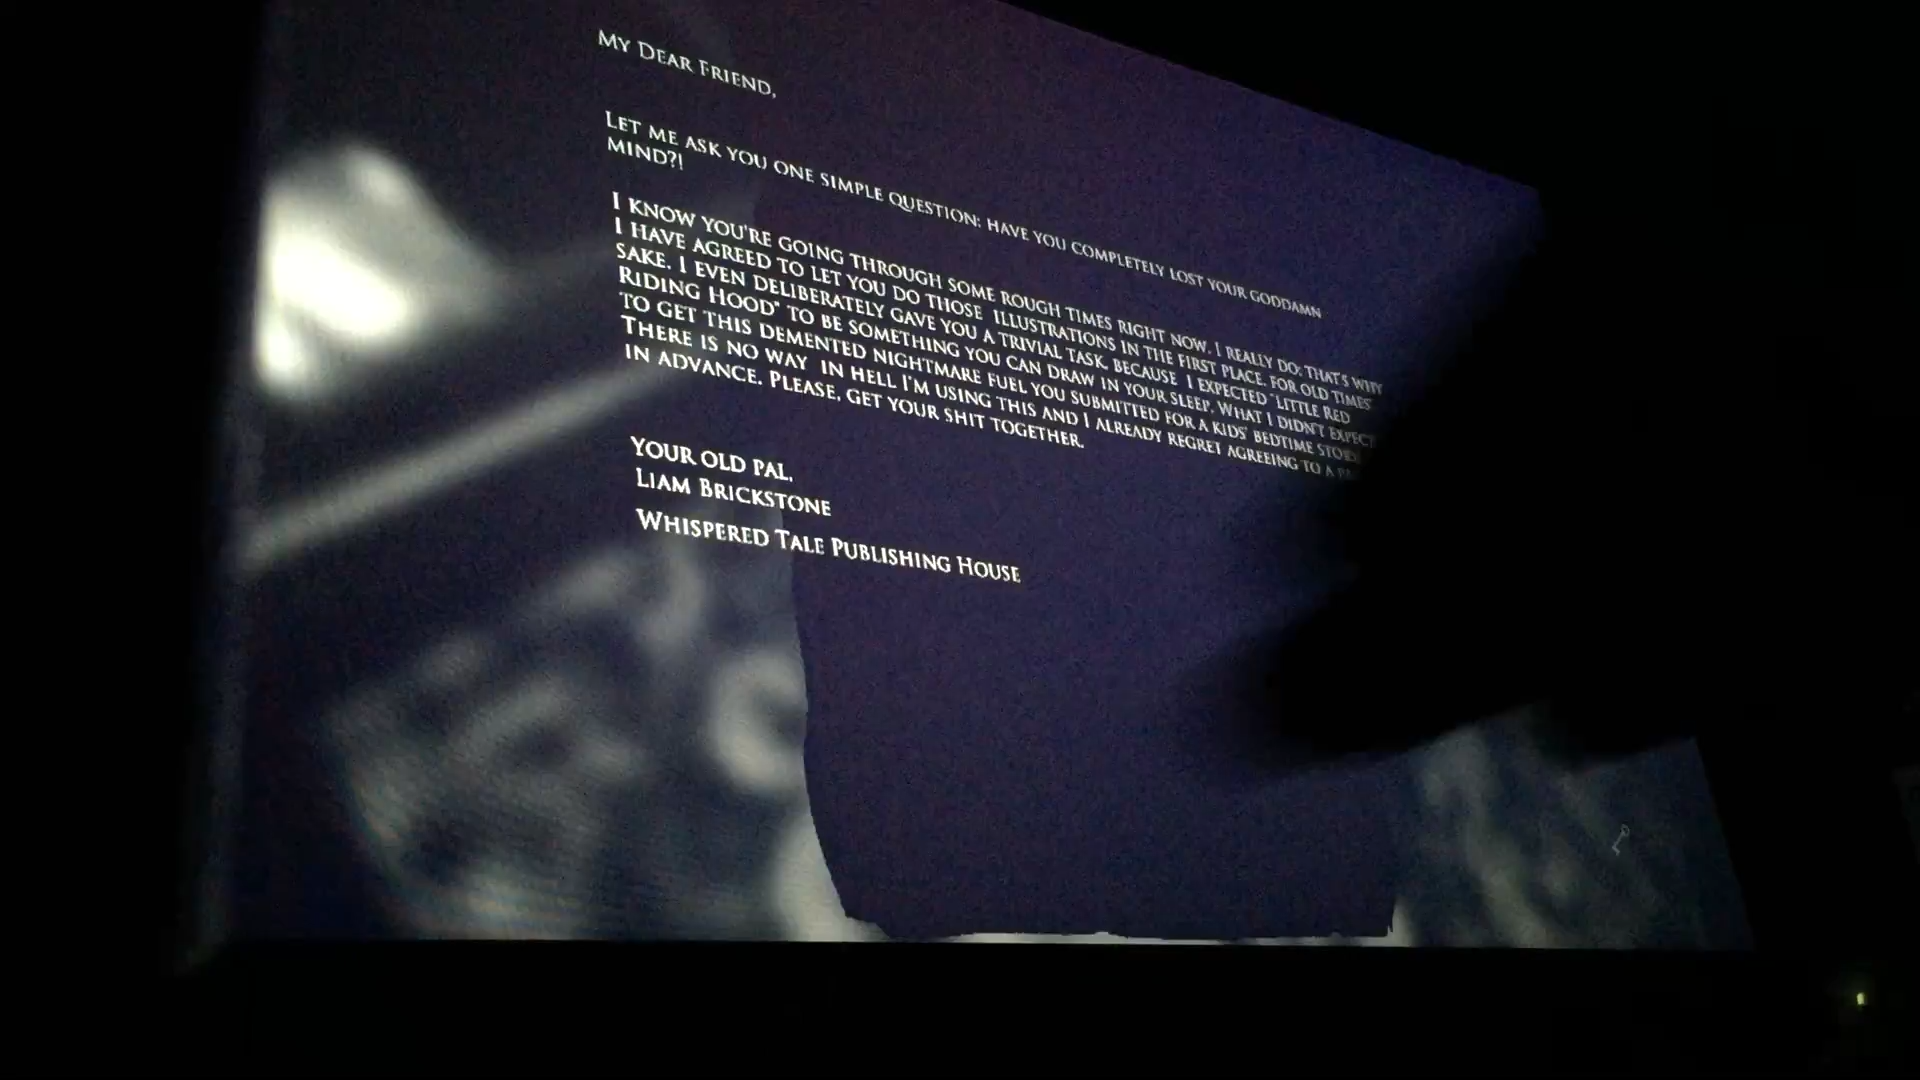 My Dear Friend,
Let me ask you one simple question: have you completely lost your goddamn
mind?!
I know you're going through some rough times right now. I really do: that's why
I have agreed to let you do those illustrations in the first place. For old times'
sake. I even deliberately gave you a trivial task, because I expected "Little Red
Riding Hood" to be something you can draw in your sleep. What I didn't expect
to get this demented nightmare fuel you submitted for a kids' bedtime story.
There is no way in hell I'm using this and I already regret agreeing to a
in advance. Please, get your shit together.
Your old pal,
Liam Brickstone
Whispered Tale Publishing House